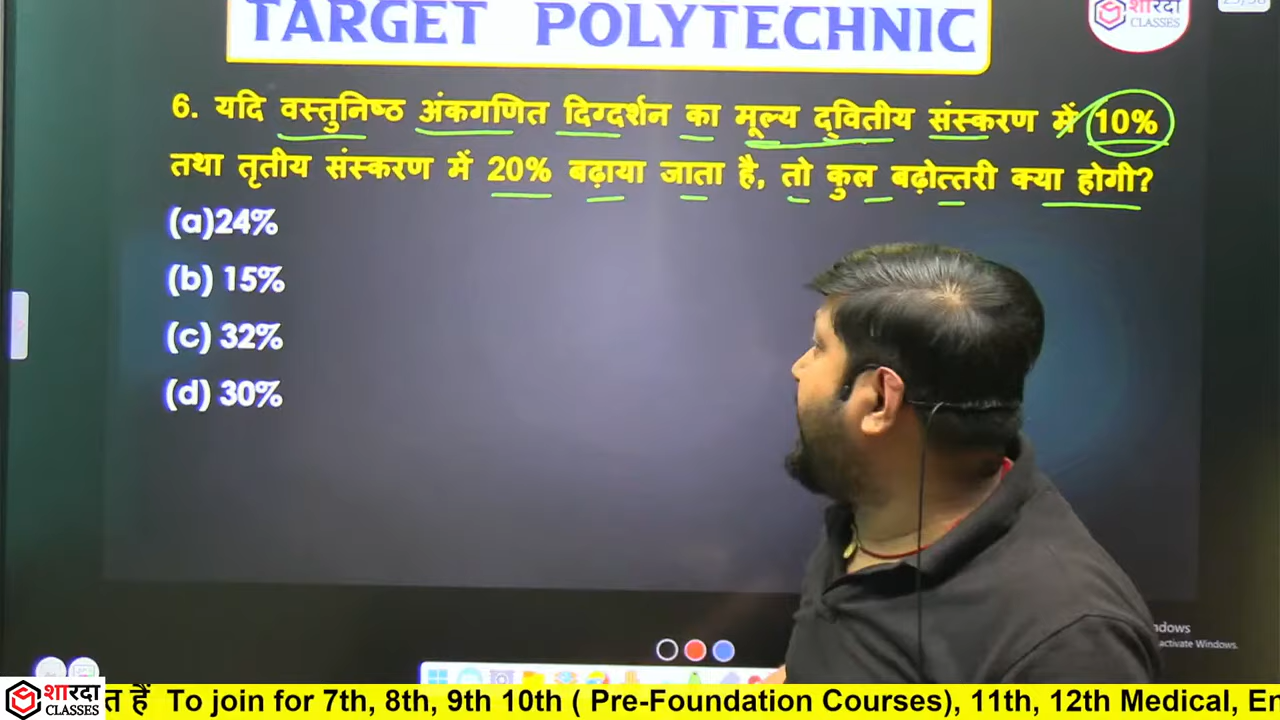 TARGET POLYTECHNIC
शारदा
CLASSES
6. यदि वस्तुनिष्ठ अंकगणित दिग्दर्शन का मूल्य द्वितीय संस्करण में 10%
तथा तृतीय संस्करण में 20% बढ़ाया जाता है, तो कुल बढ़ोत्तरी क्या होगी?
(a)24%
(b) 15%
(c) 32%
(d) 30%
activate Windows.
शारदा
CLASSES
त हैं To join for 7th, 8th, 9th 10th ( Pre-Foundation Courses), 11th, 12th Medical, En